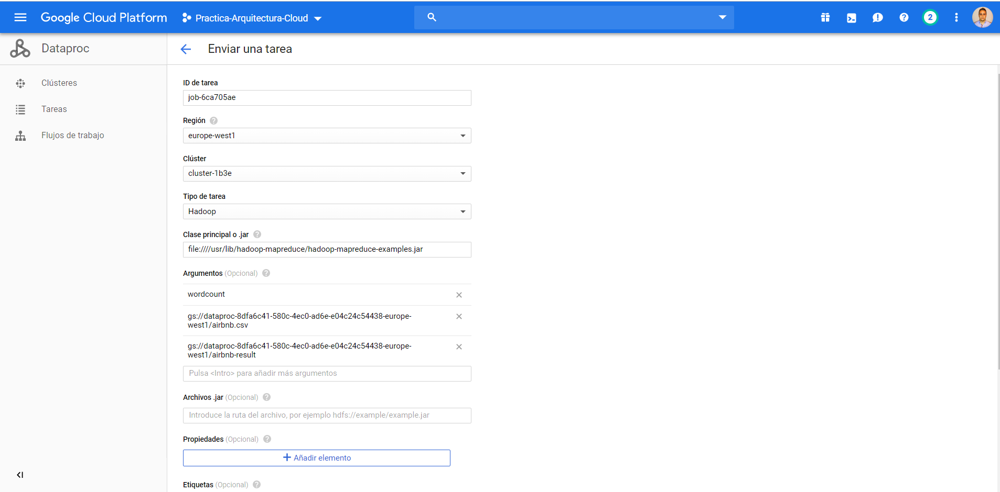 Google Cloud Platform
Practica-Arquitectura-Cloud
2
Dataproc
Enviar una tarea
Clústeres
Tareas
Flujos de trabajo
ID de tarea
job-6ca705ae
Región
europe-west1
Clúster
cluster-1b3e
Tipo de tarea
Hadoop
Clase principal o .jar
file:////usr/lib/hadoop-mapreduce/hadoop-mapreduce-examples.jar
Argumentos (Opcional)
wordcount
gs://dataproc-8dfa6c41-580c-4ec0-ad6e-e04c24c54438-europe-
west1/airbnb.csv
gs://dataproc-8dfa6c41-580c-4ec0-ad6e-e04c24c54438-europe-
west1/airbnb-result
Pulsa <Intro> para añadir más argumentos
Archivos .jar (Opcional)
Introduce la ruta del archivo, por ejemplo hdfs://example/example.jar
Propiedades (Opcional)
+ Añadir elemento
Etiquetas (Opcional)